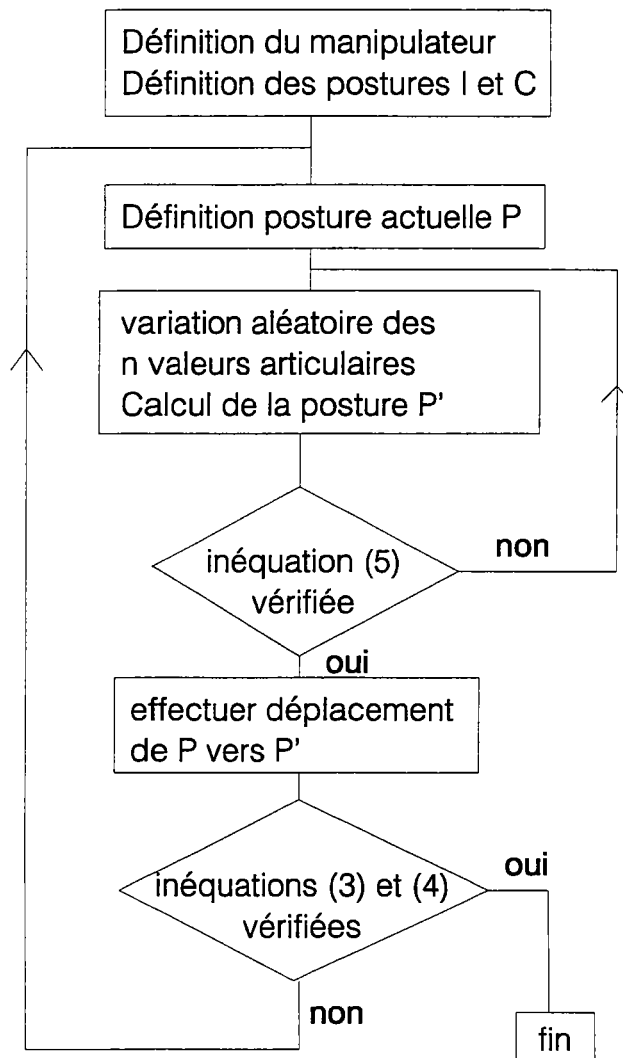 Définition du manipulateur
Définition des postures I et C
Définition posture actuelle P
variation aléatoire des
n valeurs articulaires
Calcul de la posture P'
inéquation (5)
vérifiée
non
oui
effectuer déplacement
de P vers P'
inéquations (3) et (4)
vérifiées
oui
non
fin